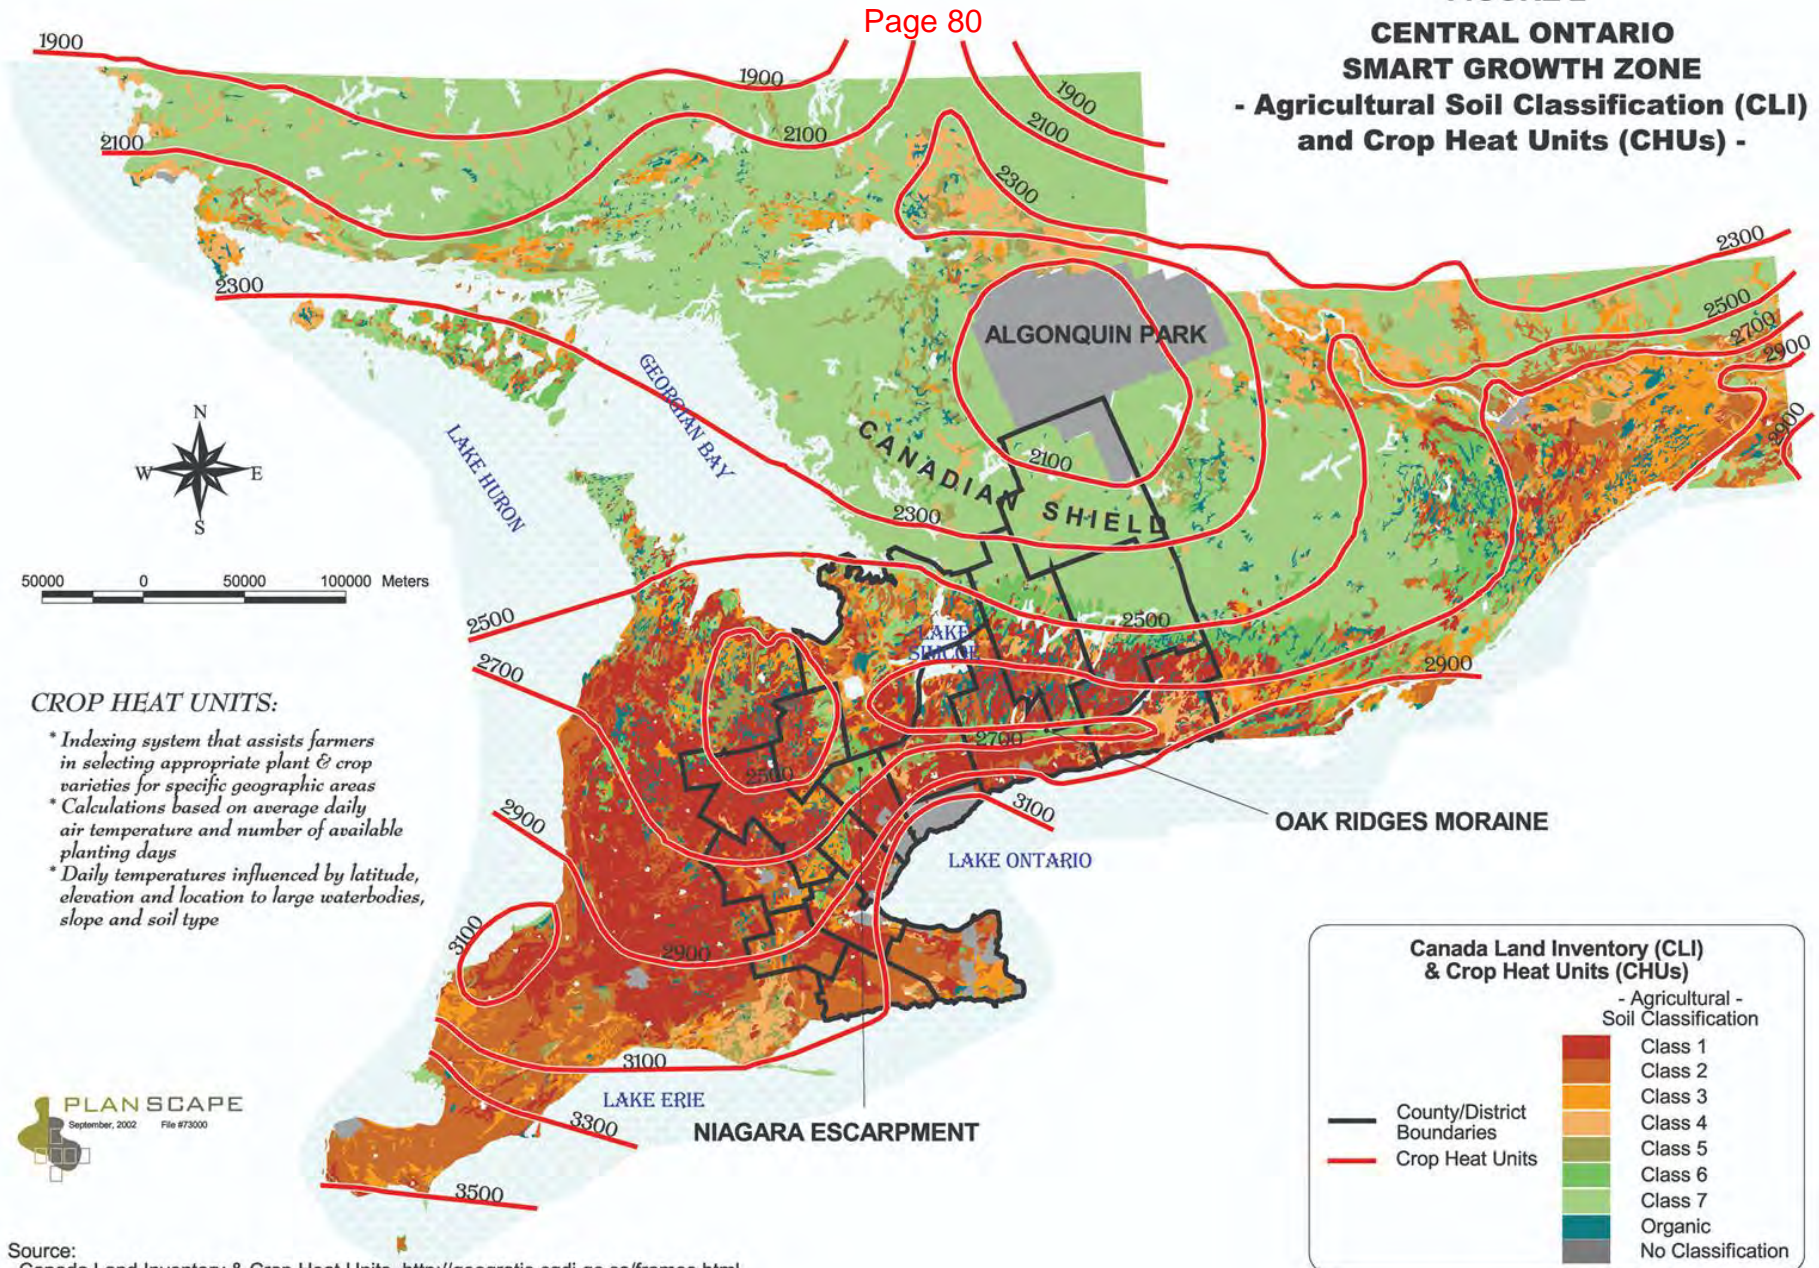 Page 80
CENTRAL ONTARIO
SMART GROWTH ZONE
- Agricultural Soil Classification (CLI)
and Crop Heat Units (CHUs) -
1900
1900
1900
2100
2100
2100
2300
2300
2300
2500
2700
2900
2900
ALGONQUIN PARK
GEORGIAN BAY
LAKE HURON
CANADIAN SHIELD
2100
2300
N
W
E
S
50000
0
50000
100000 Meters
2500
2500
LAKE
SIMCOE
2700
2900
2700
2500
CROP HEAT UNITS:
* Indexing system that assists farmers
in selecting appropriate plant & crop
varieties for specific geographic areas
* Calculations based on average daily
air temperature and number of available
planting days
* Daily temperatures influenced by latitude,
elevation and location to large waterbodies,
slope and soil type
2900
3100
OAK RIDGES MORAINE
LAKE ONTARIO
3100
2900
3100
LAKE ERIE
3300
NIAGARA ESCARPMENT
3500
PLANSCAPE
September, 2002 File #73000
Canada Land Inventory (CLI)
& Crop Heat Units (CHUs)
- Agricultural -
Soil Classification
County/District
Boundaries
Crop Heat Units
Class 1
Class 2
Class 3
Class 4
Class 5
Class 6
Class 7
Organic
No Classification
Source: